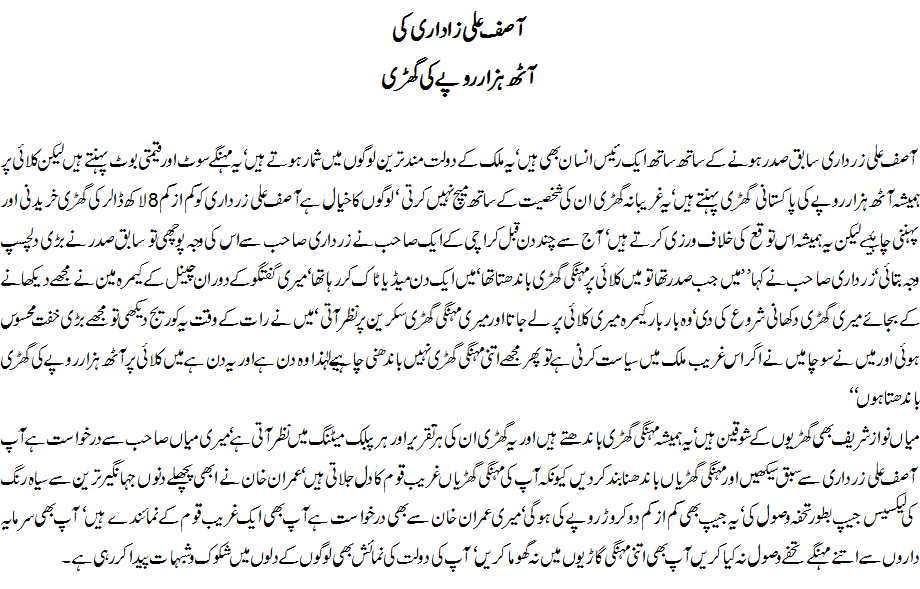 آصف علی زاداری کی
آٹھ ہزار روپے کی گھڑی
آصف علی زرداری سابق صدر ہونے کے ساتھ ساتھ ایک رئیس انسان بھی ہیں‘ یہ ملک کے دولت مند ترین لوگوں میں شمار ہوتے ہیں‘ یہ مہنگے سوٹ اور قیمتی بوٹ پہنتے ہیں لیکن کلائی پر
ہمیشہ آٹھ ہزار روپے کی پاکستانی گھڑی پہنتے ہیں‘ یہ غریبانہ گھڑی ان کی شخصیت کے ساتھ میچ نہیں کرتی‘ لوگوں کا خیال ہے آصف علی زرداری کو کم از کم 8 لاکھ ڈالر کی گھڑی خریدنی اور
پہننی چاہیے لیکن یہ ہمیشہ اس توقع کی خلاف ورزی کرتے ہیں‘ آج سے چند دن قبل کراچی کے ایک صاحب نے زرداری صاحب سے اس کی وجہ پوچھی تو سابق صدر نے بڑی دلچسپ
وجہ بتائی‘ زرداری صاحب نے کہا ’’میں جب صدر تھا تو میں کلائی پر مہنگی گھڑی باندھتا تھا‘ میں ایک دن میڈیا ٹاک کر رہا تھا‘ میری گفتگو کے دوران چینل کے کیمرہ مین نے مجھے دیکھانے
کے بجائے میری گھڑی دکھانی شروع کی دی‘ وہ بار بار کیمرہ میری کلائی پر لے جاتا اور میری مہنگی گھڑی سکرین پر نظر آتی‘ میں نے رات کے وقت یہ کوریج دیکھی تو مجھے بڑی خفت محسوس
ہوئی اور میں نے سوچا میں نے اگر اس غریب ملک میں سیاست کرنی ہے تو پھر مجھے اتنی مہنگی گھڑی نہیں باندھنی چاہیے لہٰذا وہ دن ہے اور یہ دن ہے میں کلائی پر آٹھ ہزار روپے کی گھڑی
باندھتا ہوں‘‘
میاں نواز شریف بھی گھڑیوں کے شوقین ہیں‘ یہ ہمیشہ مہنگی گھڑی باندھتے ہیں اور یہ گھڑی ان کی ہر تقریر اور ہر پبلک میٹنگ میں نظر آتی ہے‘ میری میاں صاحب سے درخواست ہے آپ
آصف علی زرداری سے سبق سیکھیں اور مہنگی گھڑیاں باندھنا بند کر دیں کیونکہ آپ کی مہنگی گھڑیاں غریب قوم کا دل جلاتی ہیں‘ عمران خان نے ابھی پچھلے دنوں جہانگیر ترین سے سیاہ رنگ
کی لیکسیس جیپ بطور تحفہ وصول کی‘ یہ جیپ بھی کم از کم دو کروڑ روپے کی ہو گی‘ میری عمران خان سے بھی درخواست ہے آپ بھی ایک غریب قوم کے نمائندے ہیں‘ آپ بھی سرمایہ
داروں سے اتنے مہنگے تحفے وصول نہ کیا کریں آپ بھی اتنی مہنگی گاڑیوں میں نہ گھوما کریں‘ آپ کی دولت کی نمائش بھی لوگوں کے دلوں میں شکوک و شبہات پیدا کر رہی ہے۔